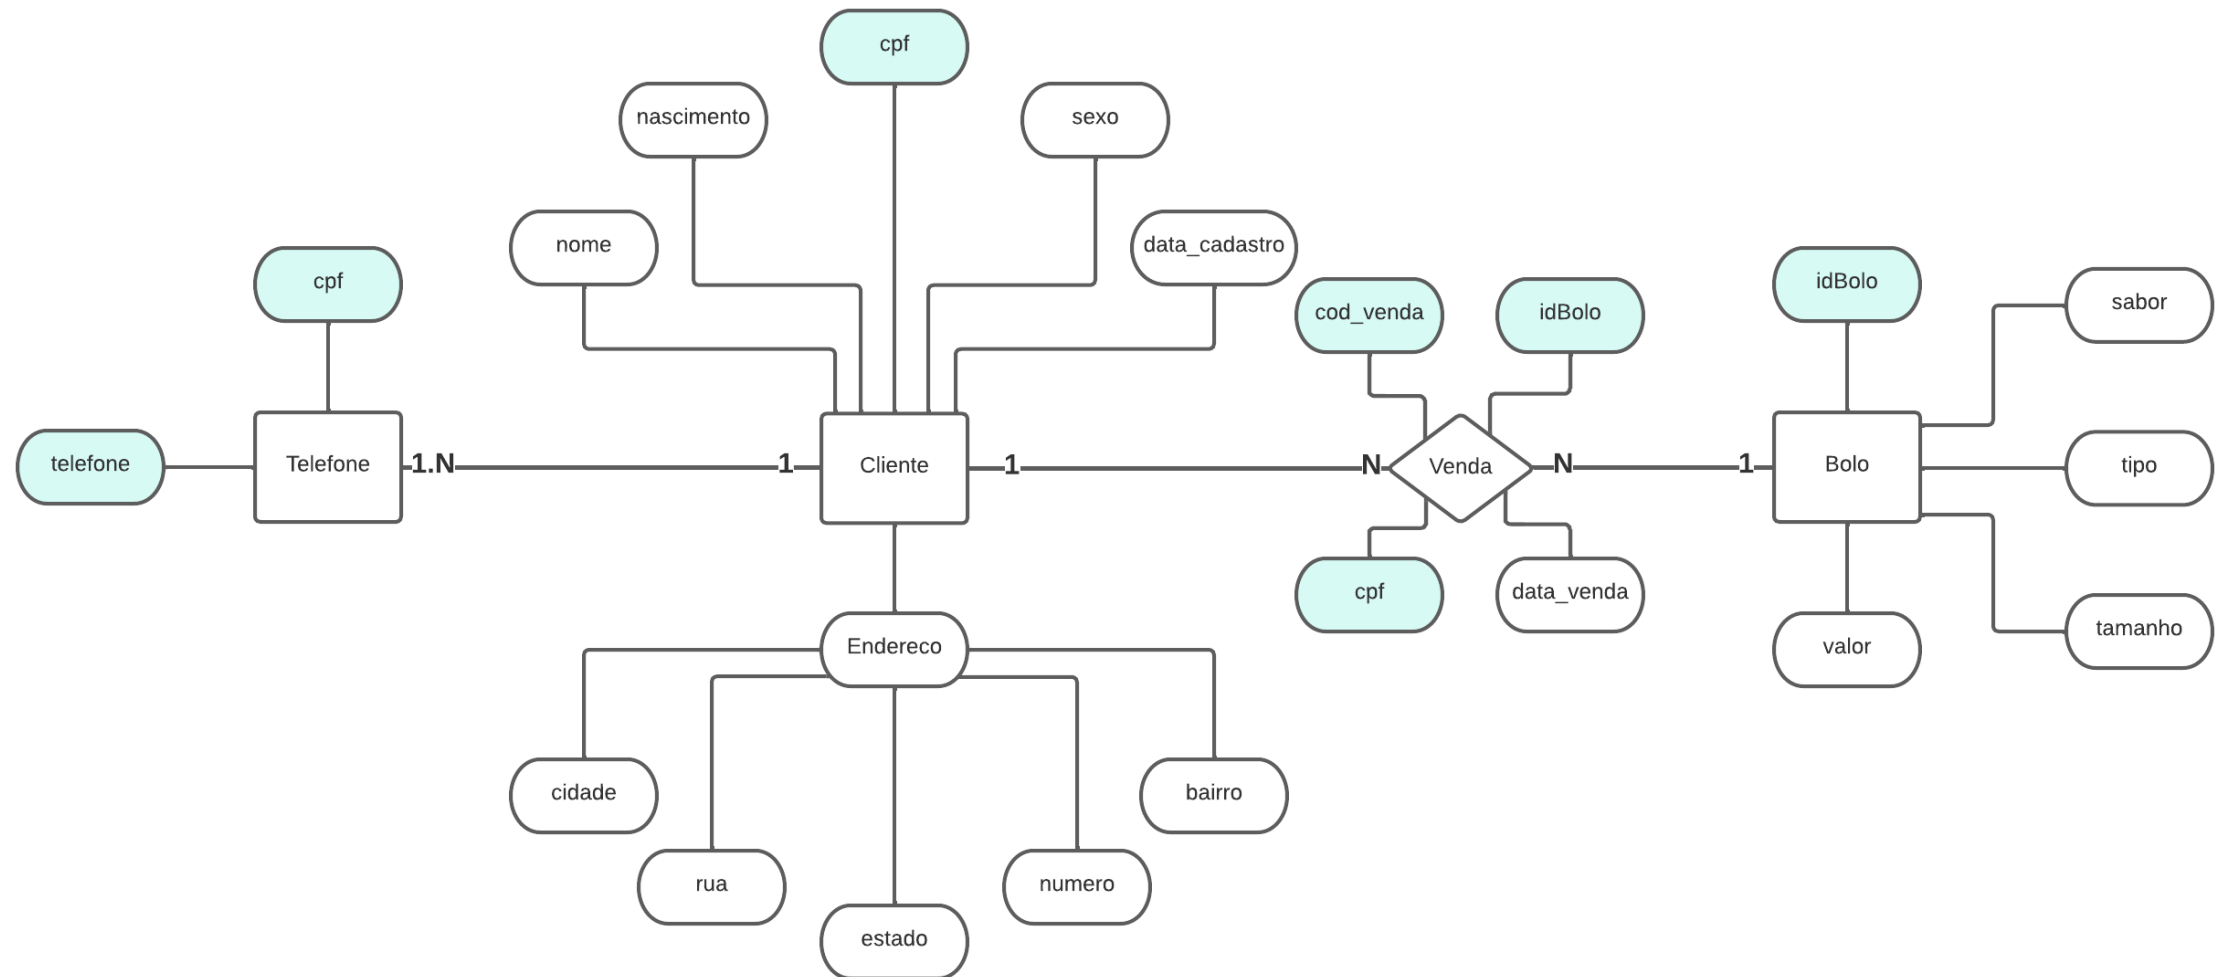 cpf
nascimento
sexo
nome
data_cadastro
cpf
cod_venda
idBolo
idBolo
sabor
telefone
Telefone
1.N
1
Cliente
1
N
Venda
N
1
Bolo
tipo
cpf
data_venda
Endereco
valor
tamanho
cidade
bairro
rua
numero
estado